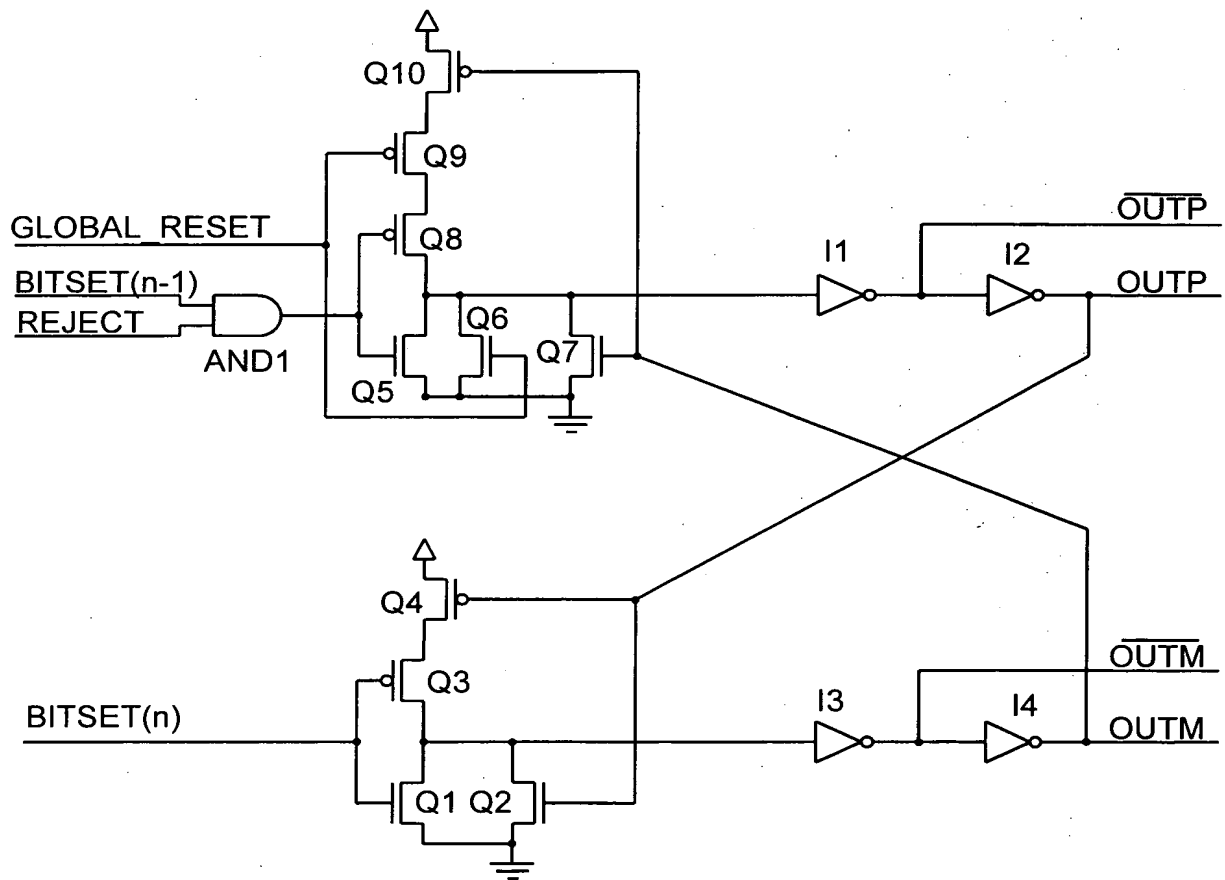 Q10
Q9
GLOBAL_RESET
Q8
OUTP
I1
I2
BITSET(n-1)
OUTP
REJECT
Q6
Q7
AND1
Q5
Q4
OUTM
Q3
I3
I4
BITSET(n)
OUTM
Q1
Q2